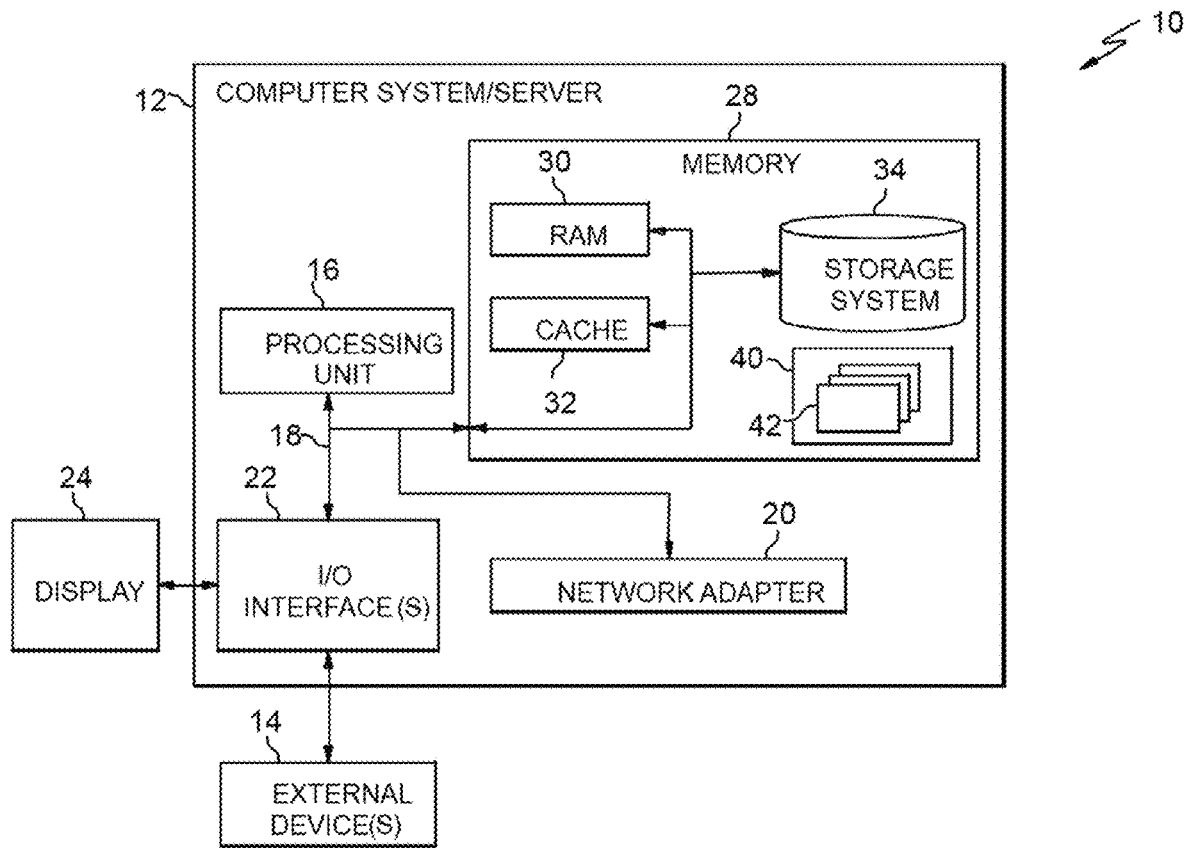 10
12
COMPUTER SYSTEM/SERVER
28
MEMORY
30
RAM
34
STORAGE
SYSTEM
16
PROCESSING
UNIT
CACHE
32
40
42
18
24
22
DISPLAY
I/O
INTERFACE(S)
20
NETWORK ADAPTER
14
EXTERNAL
DEVICE(S)